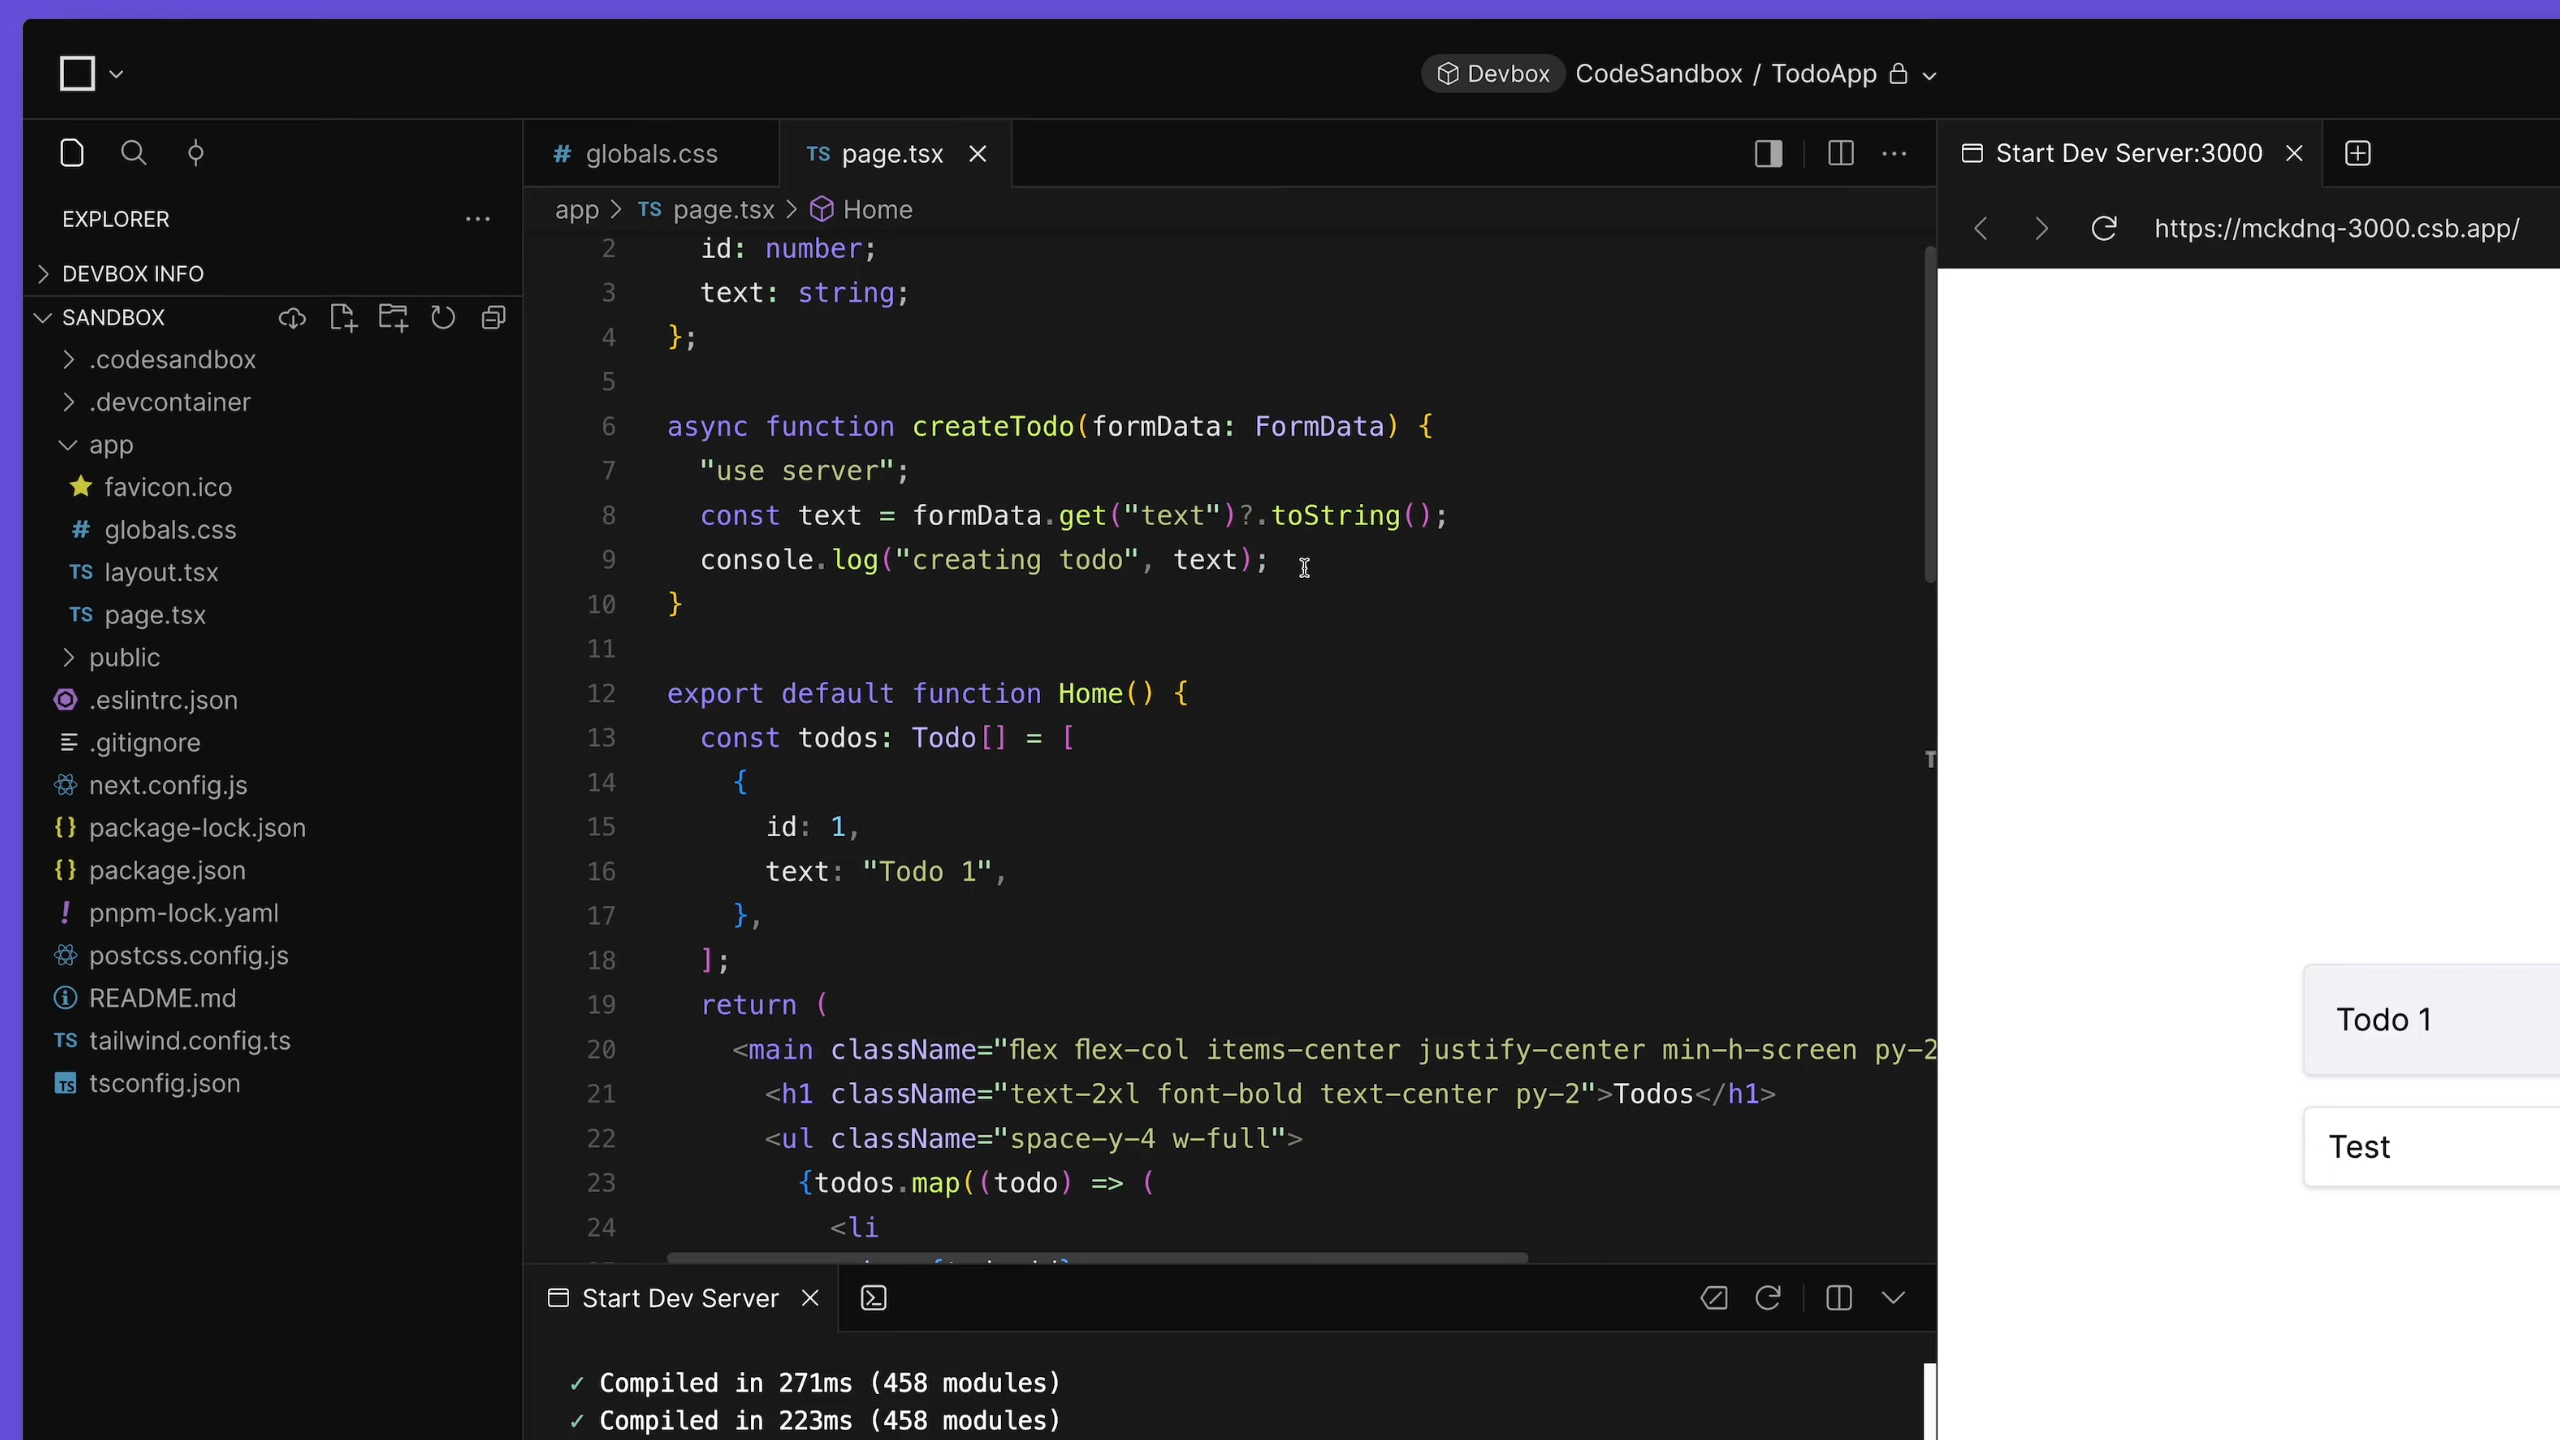 Devbox CodeSandbox / TodoApp
EXPLORER
DEVBOX INFO
SANDBOX
.codesandbox
.devcontainer
app
favicon.ico
# globals.css
TS layout.tsx
TS page.tsx
public
.eslintrc.json
.gitignore
next.config.js
{} package-lock.json
{} package.json
! pnpm-lock.yaml
postcss.config.js
README.md
TS tailwind.config.ts
TS tsconfig.json
# globals.css
TS page.tsx
app > TS page.tsx > Home
2 id: number;
3 text: string;
4 };
5
6 async function createTodo(formData: FormData) {
7 "use server";
8 const text = formData.get("text")?.toString();
9 console.log("creating todo", text);
10 }
11
12 export default function Home() {
13 const todos: Todo[] = [
14 {
15 id: 1,
16 text: "Todo 1",
17 },
18 ];
19 return (
20 <main className="flex flex-col items-center justify-center min-h-screen py-2
21 <h1 className="text-2xl font-bold text-center py-2">Todos</h1>
22 <ul className="space-y-4 w-full">
23 {todos.map((todo) => (
24 <li
Start Dev Server
✓ Compiled in 271ms (458 modules)
✓ Compiled in 223ms (458 modules)
Start Dev Server:3000
https://mckdnq-3000.csb.app/
Todo 1
Test